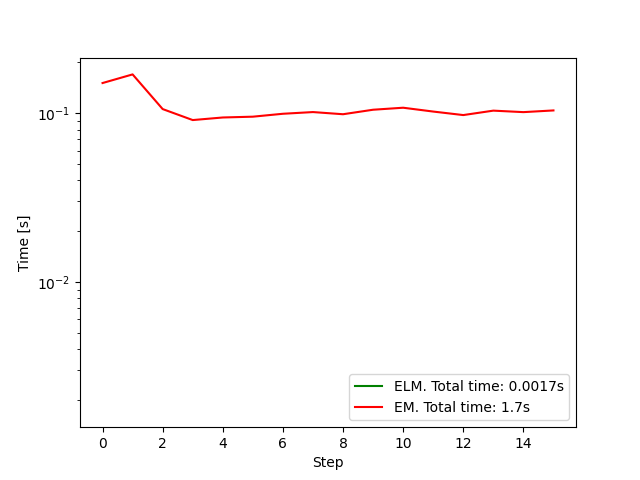 Time [s]
10⁻¹
10⁻²
ELM. Total time: 0.0017s
EM. Total time: 1.7s
0 2 4 6 8 10 12 14
Step